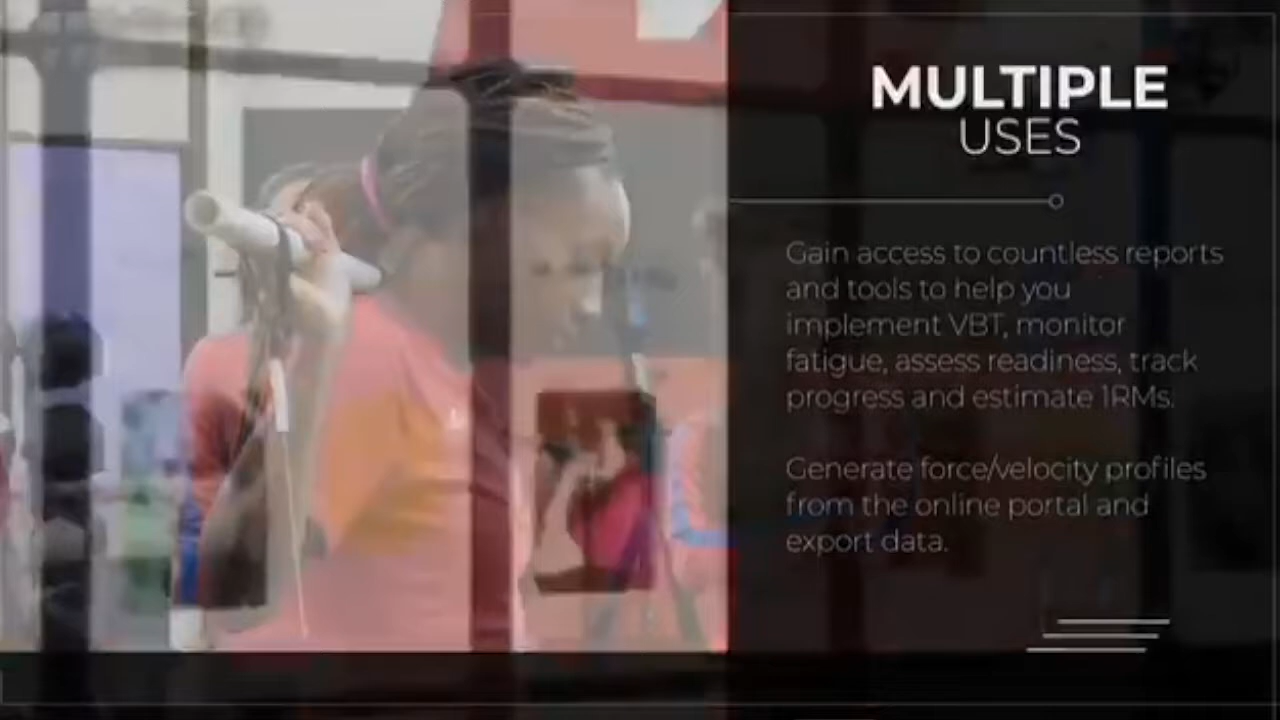 MULTIPLE
USES
Gain access to countless reports
and tools to help you
implement VBT, monitor
fatigue, assess readiness, track
progress and estimate 1RMs.
Generate force/velocity profiles
from the online portal and
export data.